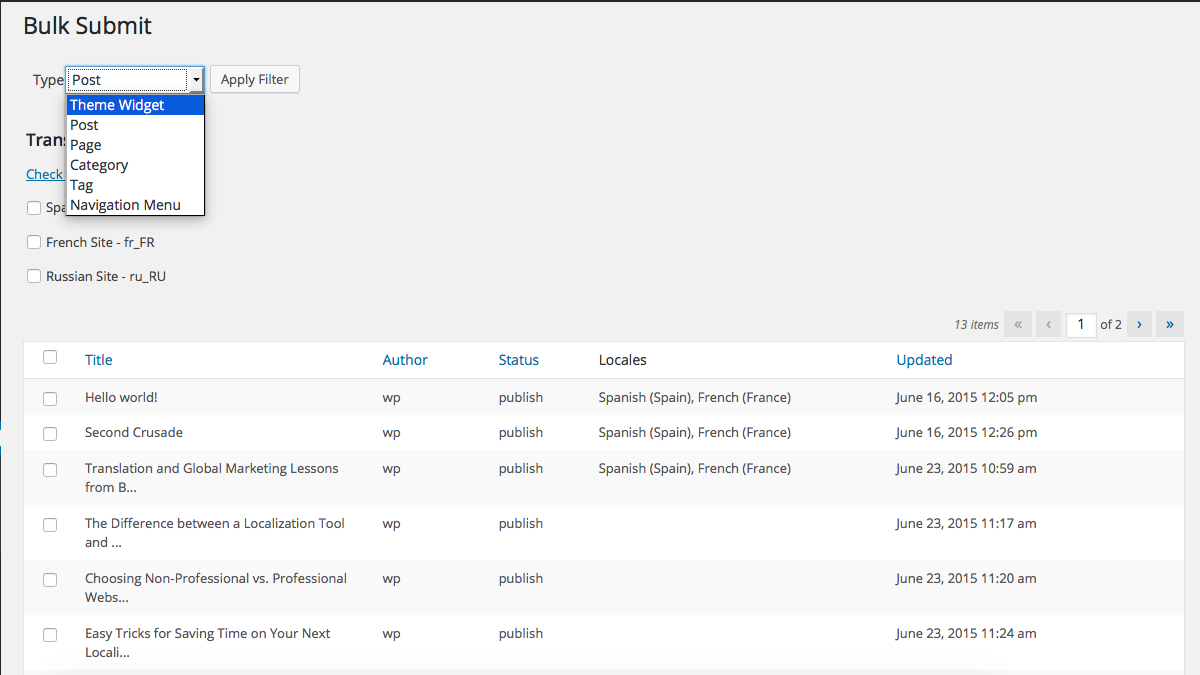 Bulk Submit
Type Post Apply Filter
Theme Widget
Post
Page
Category
Tag
Navigation Menu
Check
French Site - fr_FR
Russian Site - ru_RU
13 items « ‹ 1 of 2 › »
Title Author Status Locales Updated
Hello world! wp publish Spanish (Spain), French (France) June 16, 2015 12:05 pm
Second Crusade wp publish Spanish (Spain), French (France) June 16, 2015 12:26 pm
Translation and Global Marketing Lessons wp publish Spanish (Spain), French (France) June 23, 2015 10:59 am
from B...
The Difference between a Localization Tool wp publish June 23, 2015 11:17 am
and ...
Choosing Non-Professional vs. Professional wp publish June 23, 2015 11:20 am
Webs...
Easy Tricks for Saving Time on Your Next wp publish June 23, 2015 11:24 am
Locali...